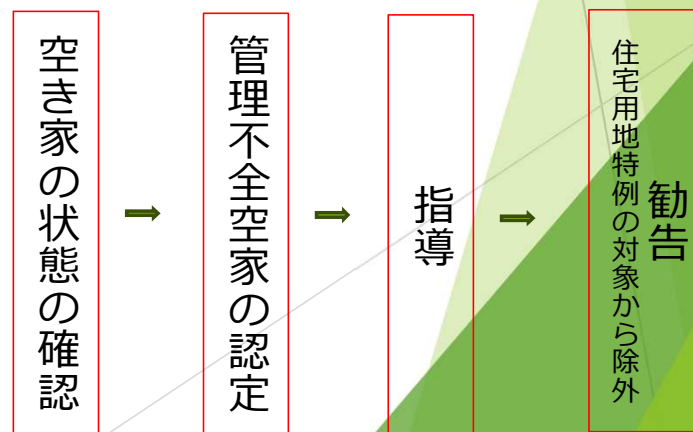 空き家の状態の確認
管理不全空家の認定
指導
勧告
住宅用地特例の対象から除外